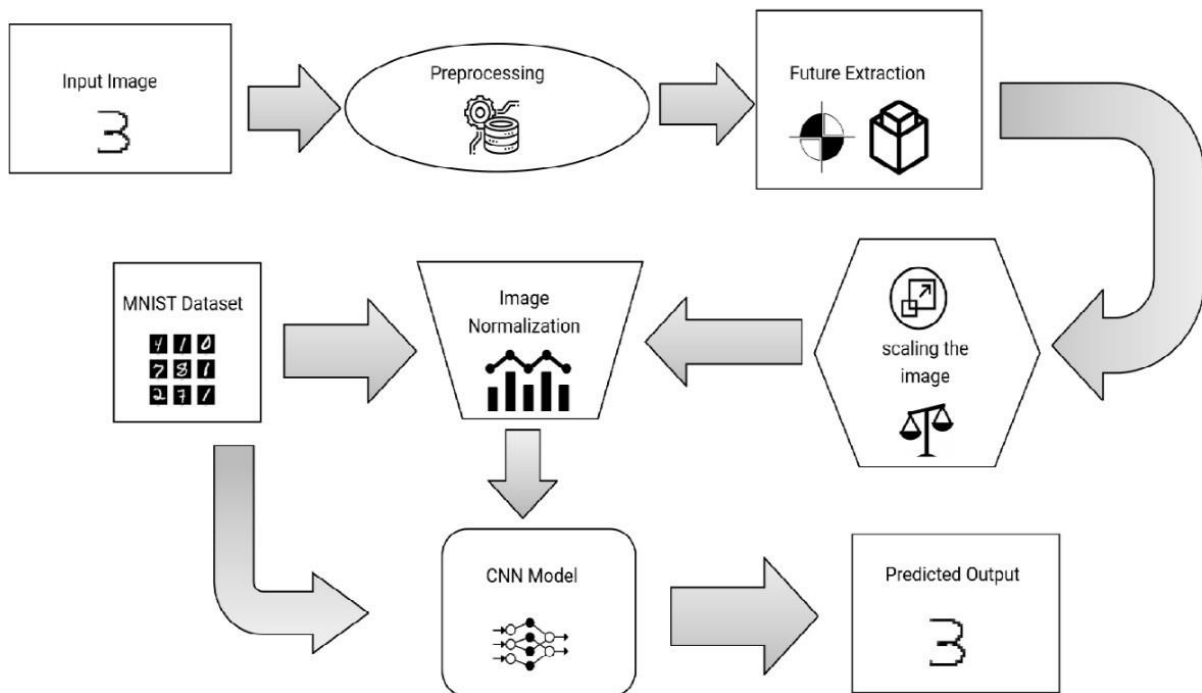 Input Image
3
Preprocessing
Future Extraction
MNIST Dataset
4 1 0
7 8 1
2 7 1
Image
Normalization
scaling the
image
CNN Model
Predicted Output
3